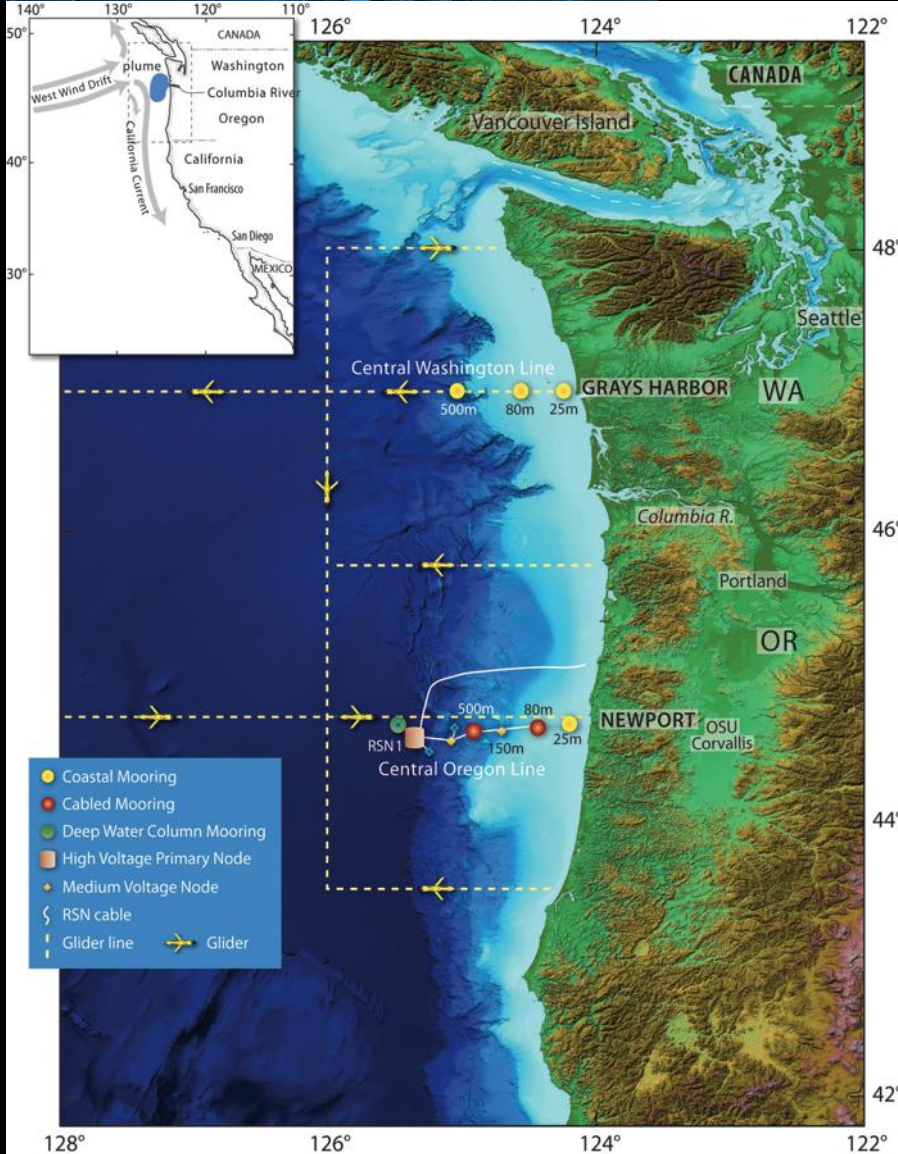 140°
130°
120°
110°
50°
40°
30°
CANADA
plume
Washington
West Wind Drift
Columbia River
Oregon
California Current
California
San Francisco
San Diego
MEXICO
128°
126°
124°
122°
CANADA
Vancouver Island
48°
Seattle
Central Washington Line
GRAYS HARBOR
WA
500m
80m
25m
Columbia R.
46°
Portland
OR
500m
80m
NEWPORT
RSN1
150m
25m
OSU
Corvallis
Central Oregon Line
Coastal Mooring
Cabled Mooring
Deep Water Column Mooring
High Voltage Primary Node
Medium Voltage Node
RSN cable
Glider line
Glider
44°
42°
128°
126°
124°
122°